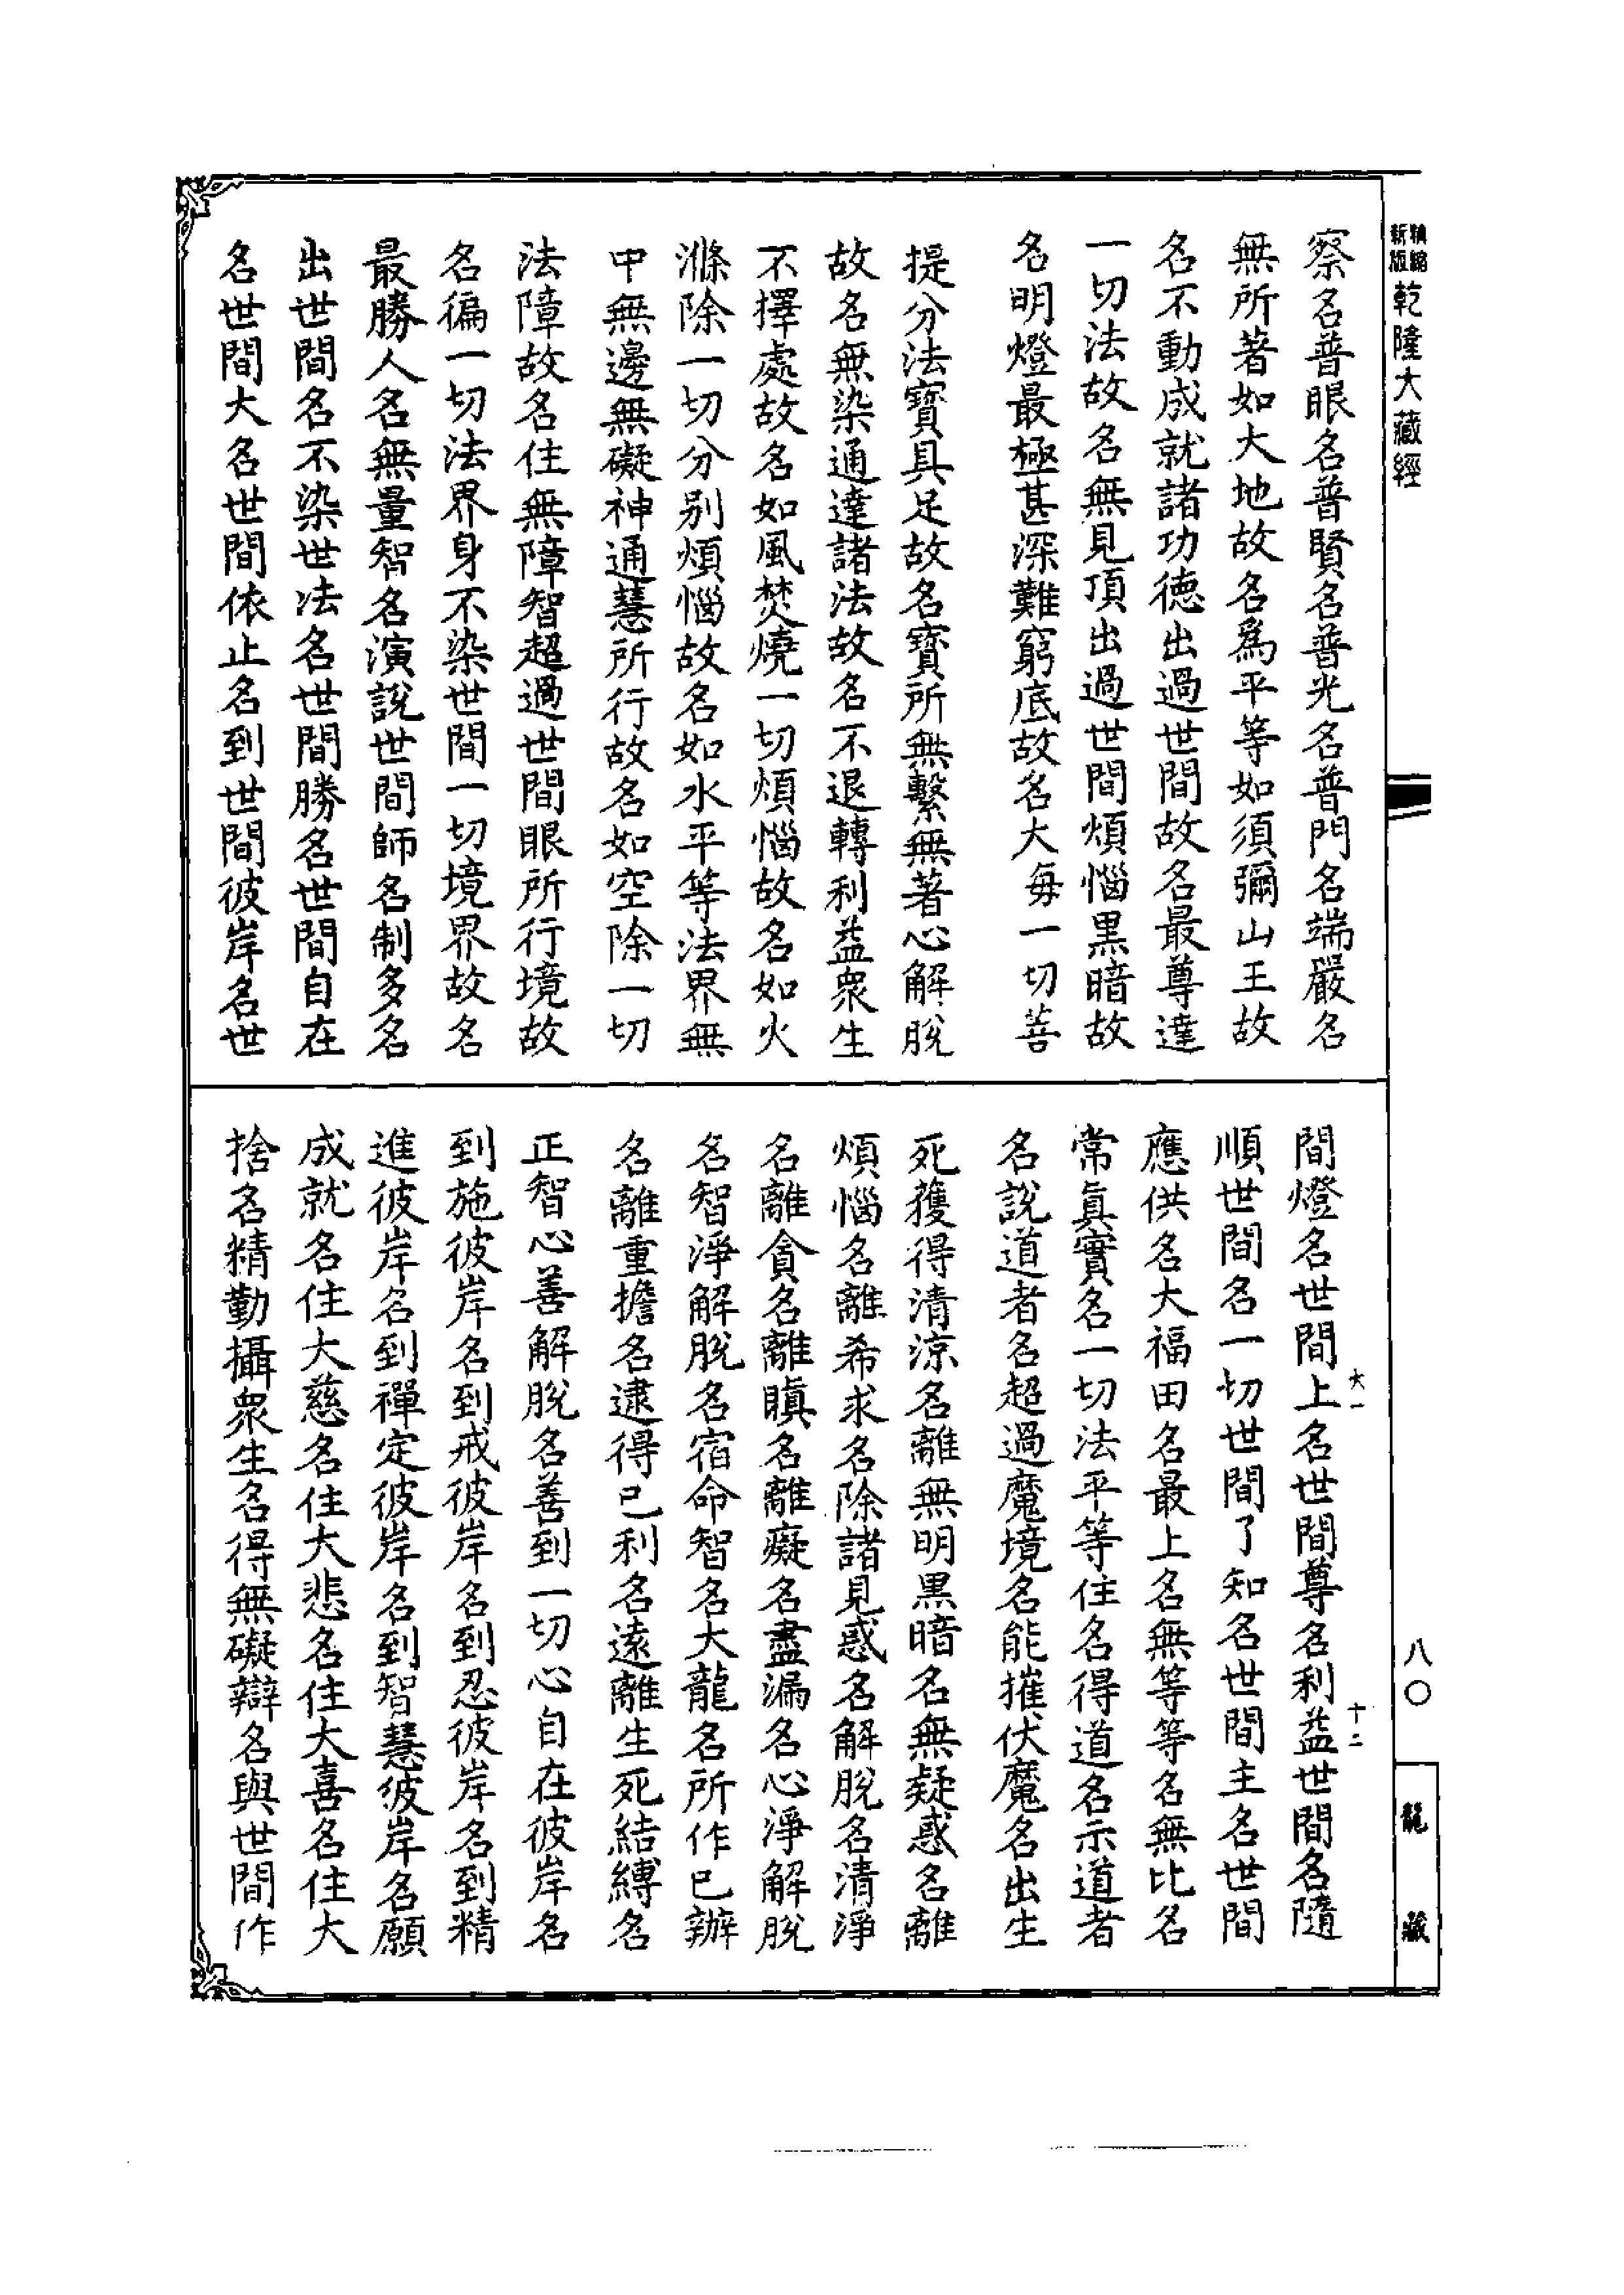 精縮新版乾隆大藏經
察名普眼名普賢名普光名普門名端嚴名
無所著如大地故名爲平等如須彌山王故
名不動成就諸功德出過世間故名最尊達
一切法故名無見頂出過世間煩惱黑暗故
名明燈最極甚深難窮底故名大海一切菩
提分法寶具足故名寶所無繫無著心解脫
故名無染通達諸法故名不退轉利益眾生
不擇處故名如風焚燒一切煩惱故名如火
滌除一切分別煩惱故名如水平等法界無
中無邊無礙神通慧所行故名如空除一切
法障故名住無障智超過世間眼所行境故
名徧一切法界身不染世間一切境界故名
最勝人名無量智名演說世間師名制多名
出世間名不染世法名世間勝名世間自在
名世間大名世間依止名到世間彼岸名世
間燈名世間上名世間尊名利益世間名隨
順世間名一切世間了知名世間主名世間
應供名大福田名最上名無等等名無比名
常真實名一切法平等住名得道名示道者
名說道者名超過魔境名能摧伏魔名出生
死獲得清涼名離無明黑暗名無疑惑名離
煩惱名離希求名除諸見惑名解脫名清淨
名離貪名離瞋名離癡名盡漏名心淨解脫
名智淨解脫名宿命智名大龍名所作已辦
名離重擔名逮得己利名遠離生死結縛名
正智心善解脫名善到一切心自在彼岸名
到施彼岸名到戒彼岸名到忍彼岸名到精
進彼岸名到禪定彼岸名到智慧彼岸名願
成就名住大慈名住大悲名住大喜名住大
捨名精勤攝眾生名得無礙辯名與世間作
大一
十二
八〇
龍藏